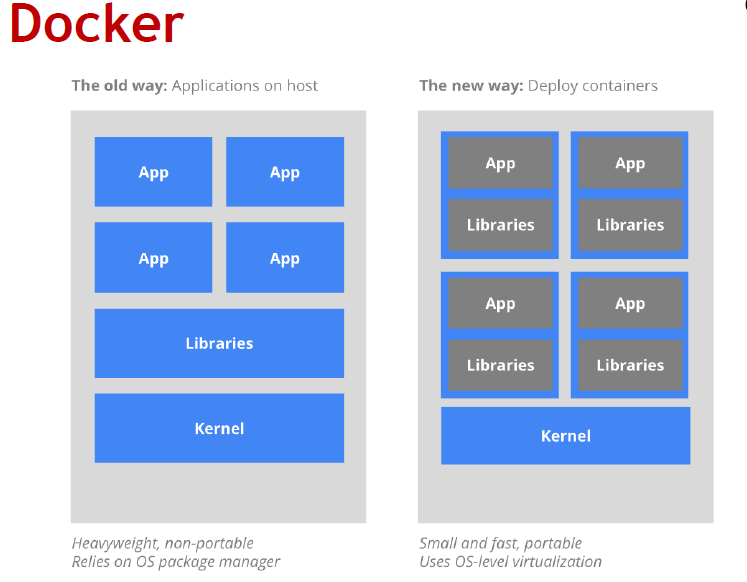 Docker
The old way: Applications on host
App App
App App
Libraries
Kernel
Heavyweight, non-portable
Relies on OS package manager
The new way: Deploy containers
App App
Libraries Libraries
App App
Libraries Libraries
Kernel
Small and fast, portable
Uses OS-level virtualization